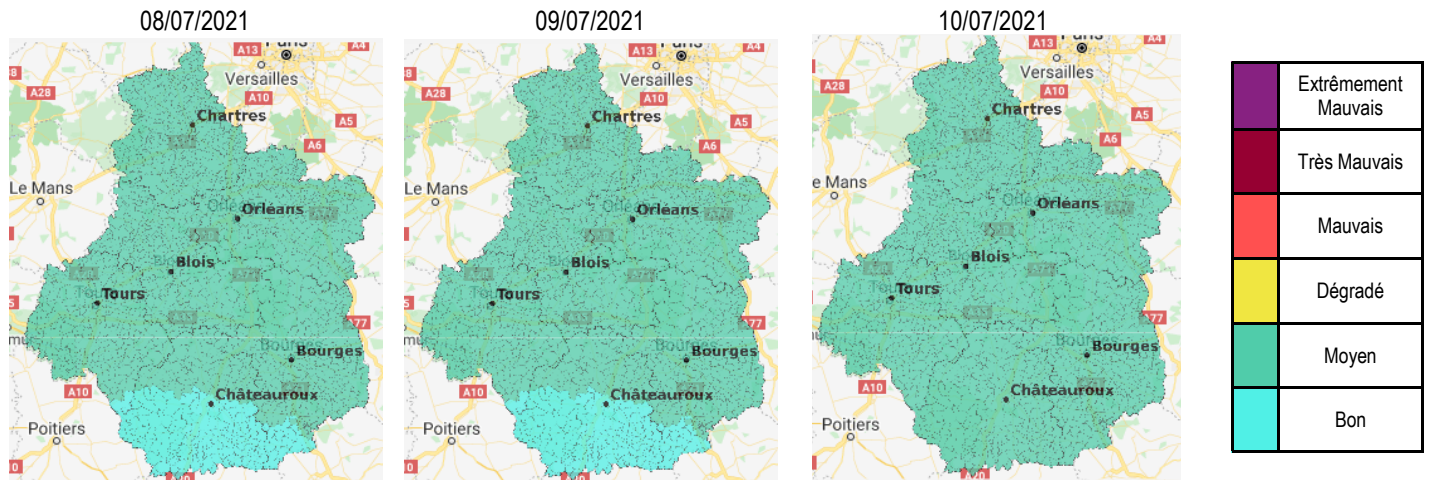 08/07/2021
09/07/2021
10/07/2021
A13
A4
Versailles
A28
A10
Chartres
A5
A6
Le Mans
Orléans
Blois
Tours
A77
Bourges
A10
Châteauroux
Poitiers
A13
A4
Versailles
A28
A10
Chartres
A5
A6
Le Mans
Orléans
Blois
Tours
A77
Bourges
A10
Châteauroux
Poitiers
A13
Paris
A4
Versailles
A28
A10
Chartres
A5
A6
e Mans
Orléans
Blois
Tours
A77
Bourges
A10
Châteauroux
Poitiers
Extrêmement
Mauvais
Très Mauvais
Mauvais
Dégradé
Moyen
Bon